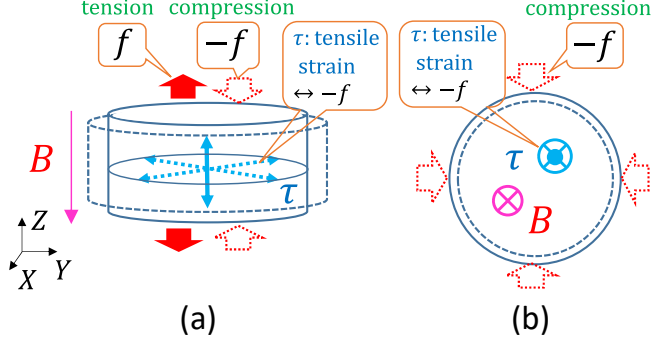 tension
compression
f
−f
τ: tensile
strain
↔ −f
B
τ
Z
Y
X
(a)
compression
−f
τ: tensile
strain
↔ −f
τ
B
(b)